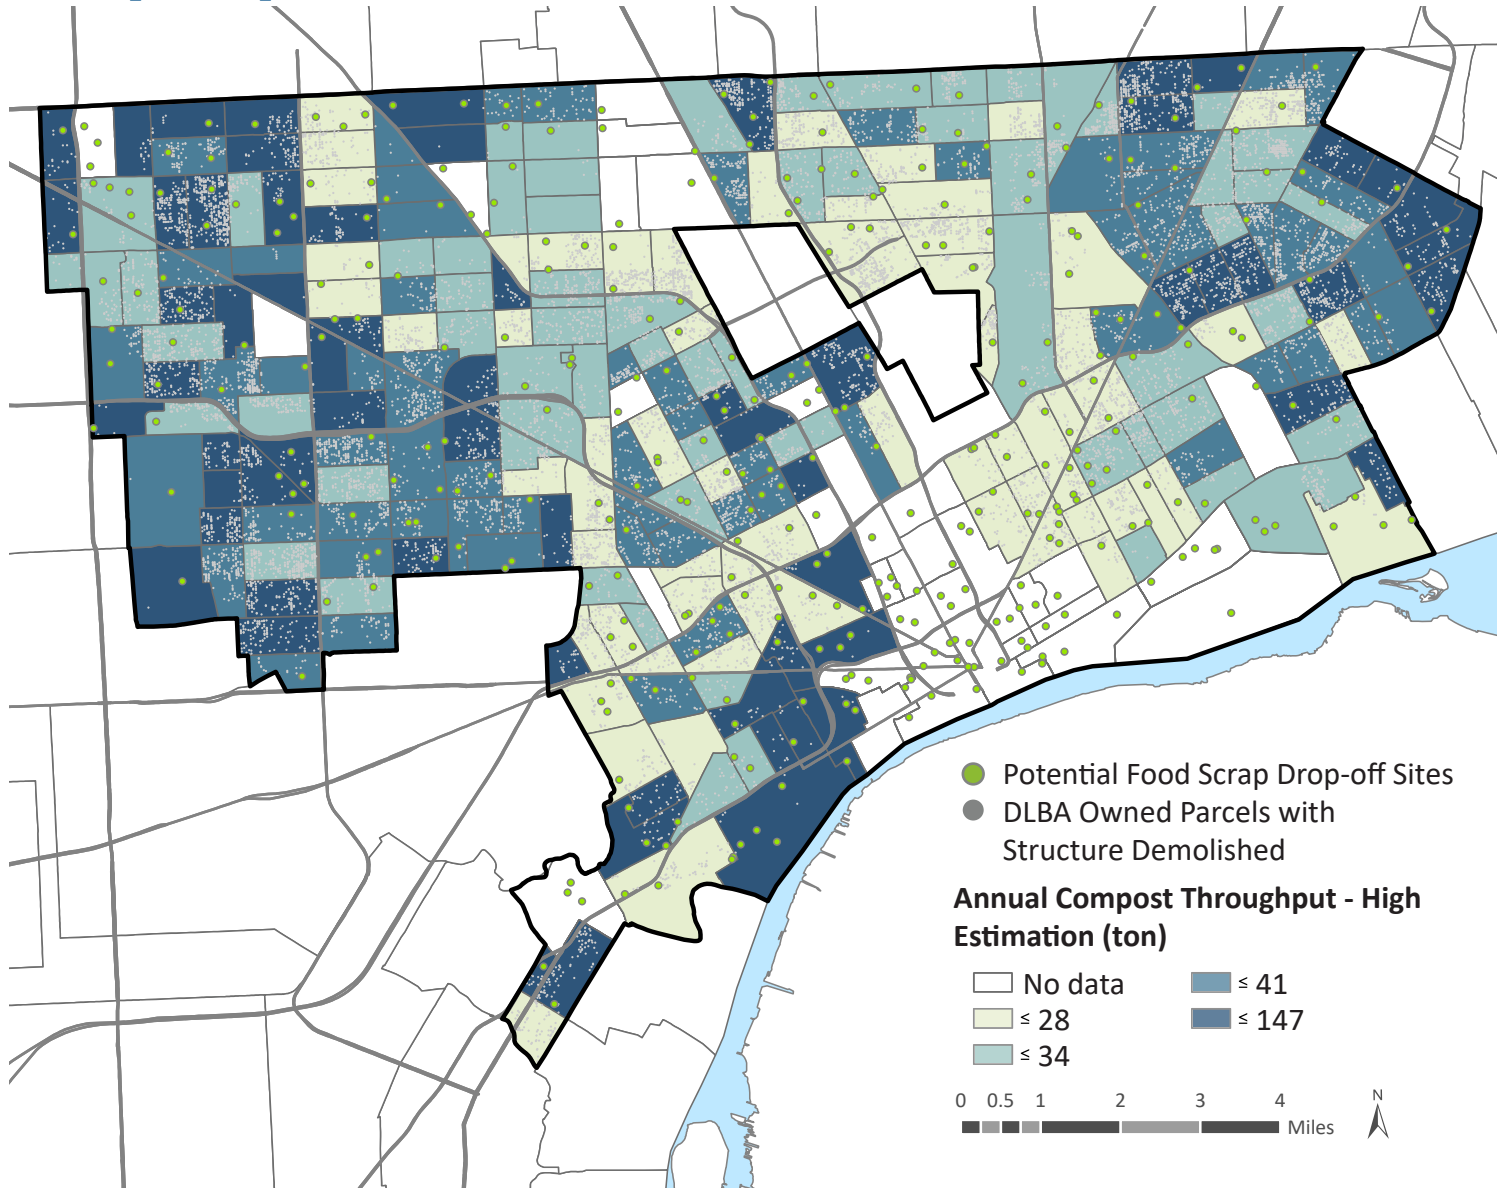 Potential Food Scrap Drop-off Sites
DLBA Owned Parcels with
Structure Demolished
Annual Compost Throughput - High
Estimation (ton)
No data
≤ 28
≤ 34
≤ 41
≤ 147
0 0.5 1 2 3 4
Miles
N